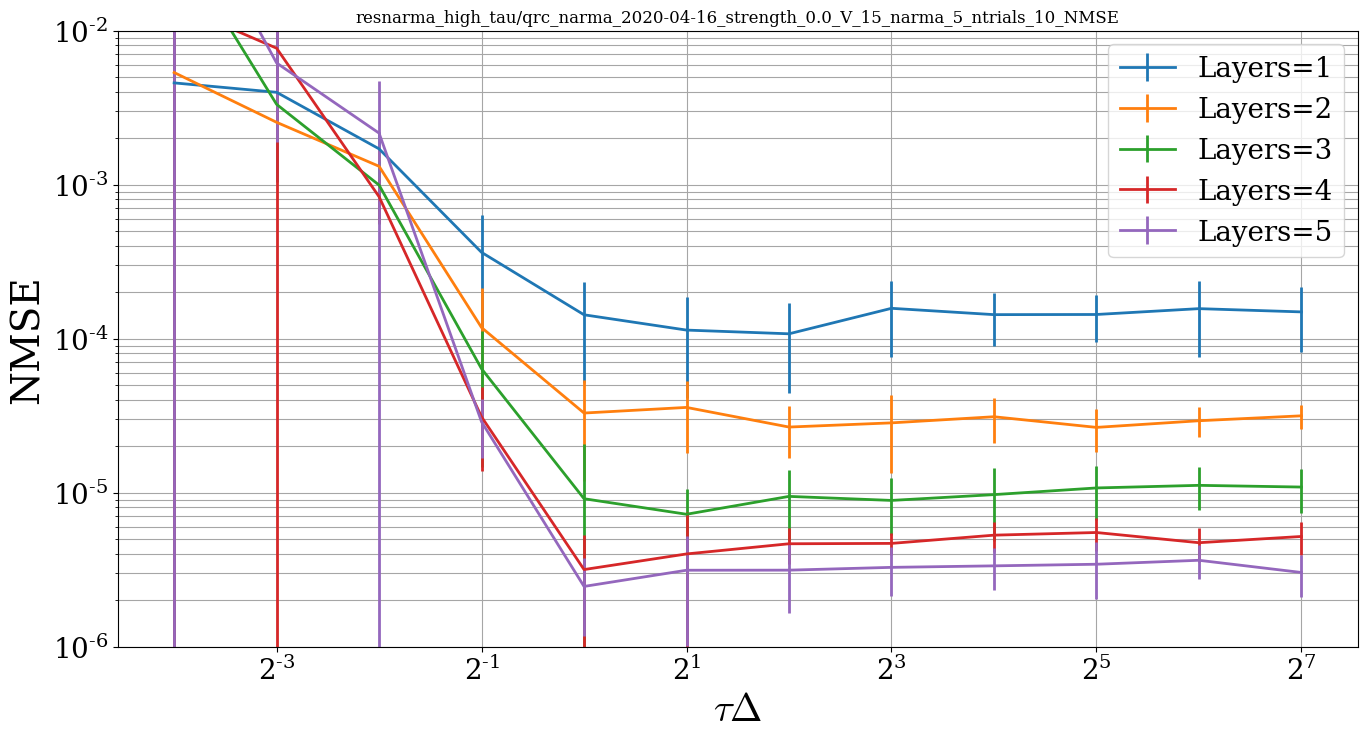 resnarma_high_tau/qrc_narma_2020-04-16_strength_0.0_V_15_narma_5_ntrials_10_NMSE
Layers=1
Layers=2
Layers=3
Layers=4
Layers=5
NMSE
10⁻²
10⁻³
10⁻⁴
10⁻⁵
10⁻⁶
2⁻³ 2⁻¹ 2¹ 2³ 2⁵ 2⁷
τΔ